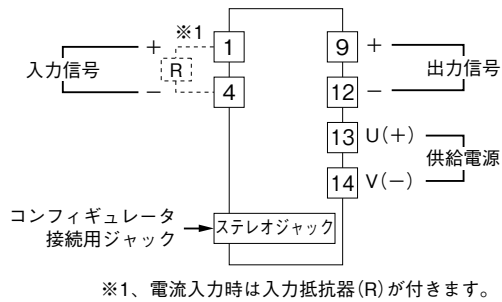 ※1
入力信号
+
−
R
1
4
9 +
12 −
出力信号
13 U(+)
14 V(−)
供給電源
コンフィギュレータ
接続用ジャック
ステレオジャック
※1、電流入力時は入力抵抗器(R)が付きます。